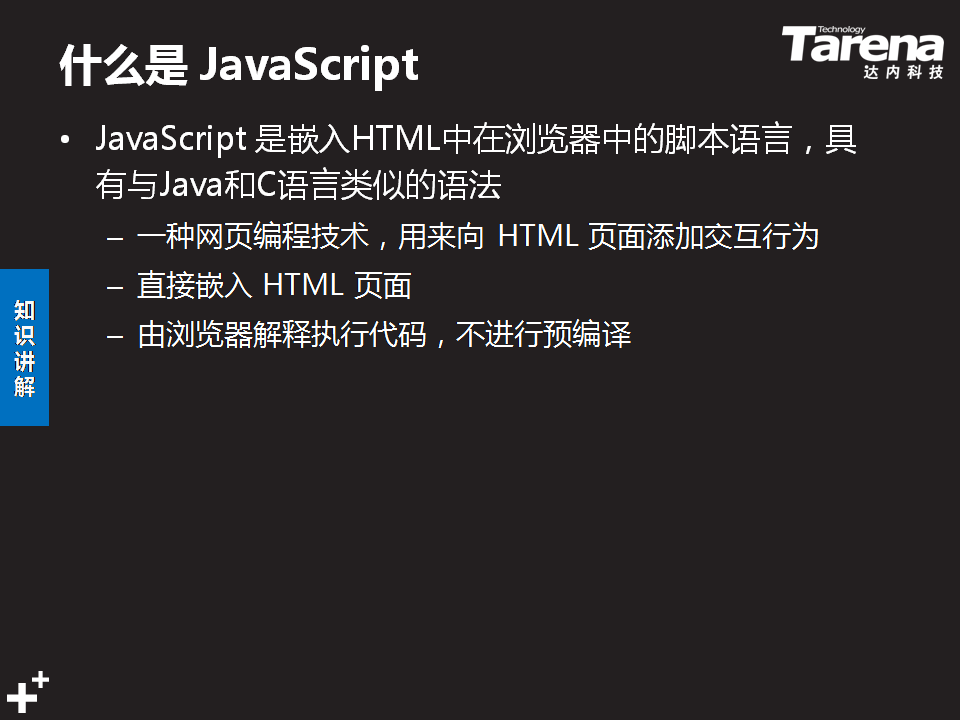 什么是 JavaScript
Technology
Tarena
达内科技
• JavaScript 是嵌入HTML中在浏览器中的脚本语言，具
有与Java和C语言类似的语法
– 一种网页编程技术，用来向 HTML 页面添加交互行为
– 直接嵌入 HTML 页面
– 由浏览器解释执行代码，不进行预编译
知识讲解